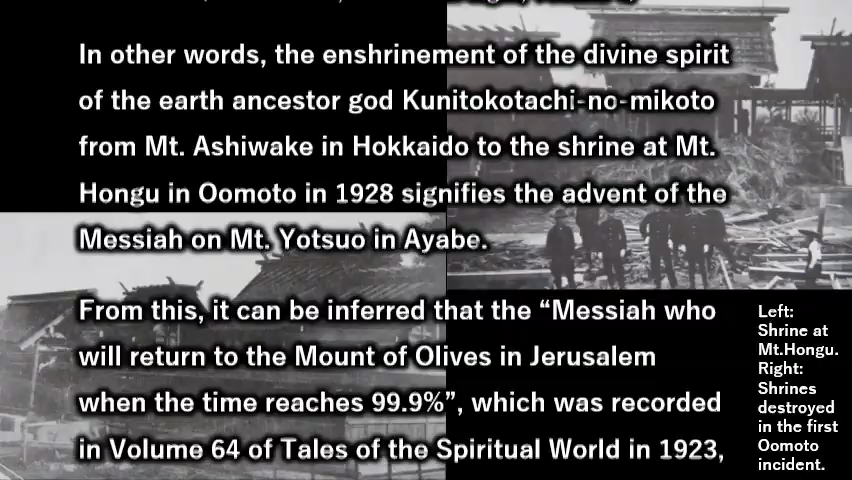 In other words, the enshrinement of the divine spirit
of the earth ancestor god Kunitokotachi-no-mikoto
from Mt. Ashiwake in Hokkaido to the shrine at Mt.
Hongu in Oomoto in 1928 signifies the advent of the
Messiah on Mt. Yotsuo in Ayabe.
From this, it can be inferred that the “Messiah who
will return to the Mount of Olives in Jerusalem
when the time reaches 99.9%”, which was recorded
in Volume 64 of Tales of the Spiritual World in 1923,
Left:
Shrine at
Mt.Hongu.
Right:
Shrines
destroyed
in the first
Oomoto
incident.